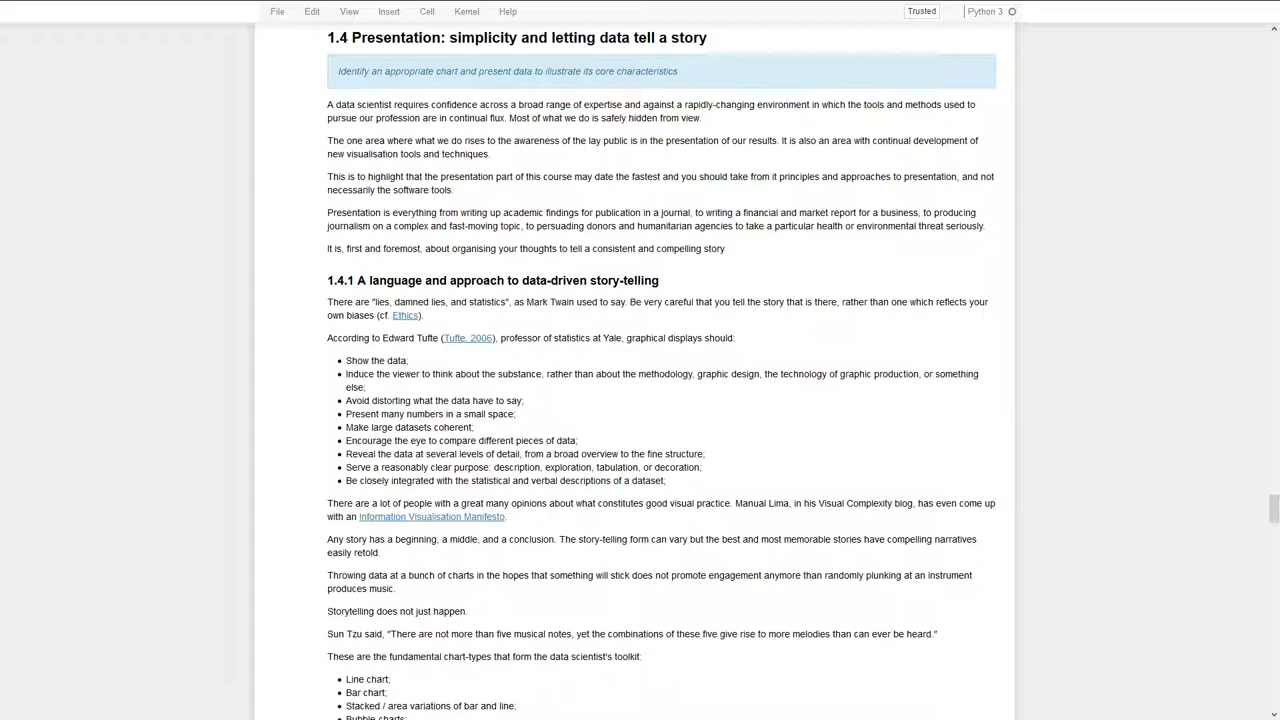 File Edit View Insert Cell Kernel Help Trusted Python 3
1.4 Presentation: simplicity and letting data tell a story
Identify an appropriate chart and present data to illustrate its core characteristics
A data scientist requires confidence across a broad range of expertise and against a rapidly-changing environment in which the tools and methods used to
pursue our profession are in continual flux. Most of what we do is safely hidden from view.
The one area where what we do rises to the awareness of the lay public is in the presentation of our results. It is also an area with continual development of
new visualisation tools and techniques.
This is to highlight that the presentation part of this course may date the fastest and you should take from it principles and approaches to presentation, and not
necessarily the software tools.
Presentation is everything from writing up academic findings for publication in a journal, to writing a financial and market report for a business, to producing
journalism on a complex and fast-moving topic, to persuading donors and humanitarian agencies to take a particular health or environmental threat seriously.
It is, first and foremost, about organising your thoughts to tell a consistent and compelling story.
1.4.1 A language and approach to data-driven story-telling
There are "lies, damned lies, and statistics", as Mark Twain used to say. Be very careful that you tell the story that is there, rather than one which reflects your
own biases (cf. Ethics).
According to Edward Tufte (Tufte, 2006), professor of statistics at Yale, graphical displays should:
• Show the data;
• Induce the viewer to think about the substance, rather than about the methodology, graphic design, the technology of graphic production, or something
else;
• Avoid distorting what the data have to say;
• Present many numbers in a small space;
• Make large datasets coherent;
• Encourage the eye to compare different pieces of data;
• Reveal the data at several levels of detail, from a broad overview to the fine structure;
• Serve a reasonably clear purpose: description, exploration, tabulation, or decoration;
• Be closely integrated with the statistical and verbal descriptions of a dataset;
There are a lot of people with a great many opinions about what constitutes good visual practice. Manual Lima, in his Visual Complexity blog, has even come up
with an Information Visualisation Manifesto.
Any story has a beginning, a middle, and a conclusion. The story-telling form can vary but the best and most memorable stories have compelling narratives
easily retold.
Throwing data at a bunch of charts in the hopes that something will stick does not promote engagement anymore than randomly plunking at an instrument
produces music.
Storytelling does not just happen.
Sun Tzu said, "There are not more than five musical notes, yet the combinations of these five give rise to more melodies than can ever be heard."
These are the fundamental chart-types that form the data scientist's toolkit:
• Line chart;
• Bar chart;
• Stacked / area variations of bar and line;
• Bubble charts;